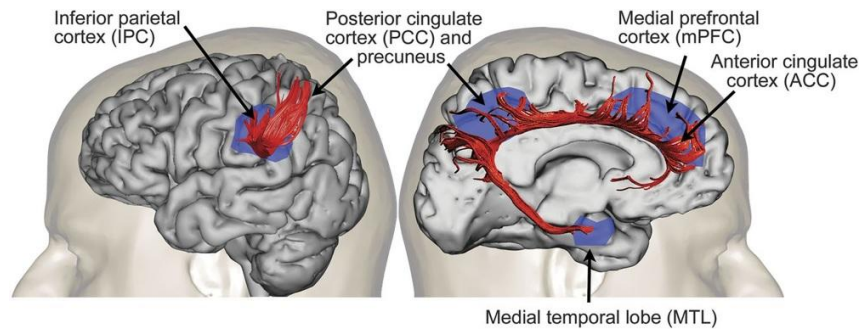 Inferior parietal
cortex (IPC)
Posterior cingulate
cortex (PCC) and
precuneus
Medial prefrontal
cortex (mPFC)
Anterior cingulate
cortex (ACC)
Medial temporal lobe (MTL)